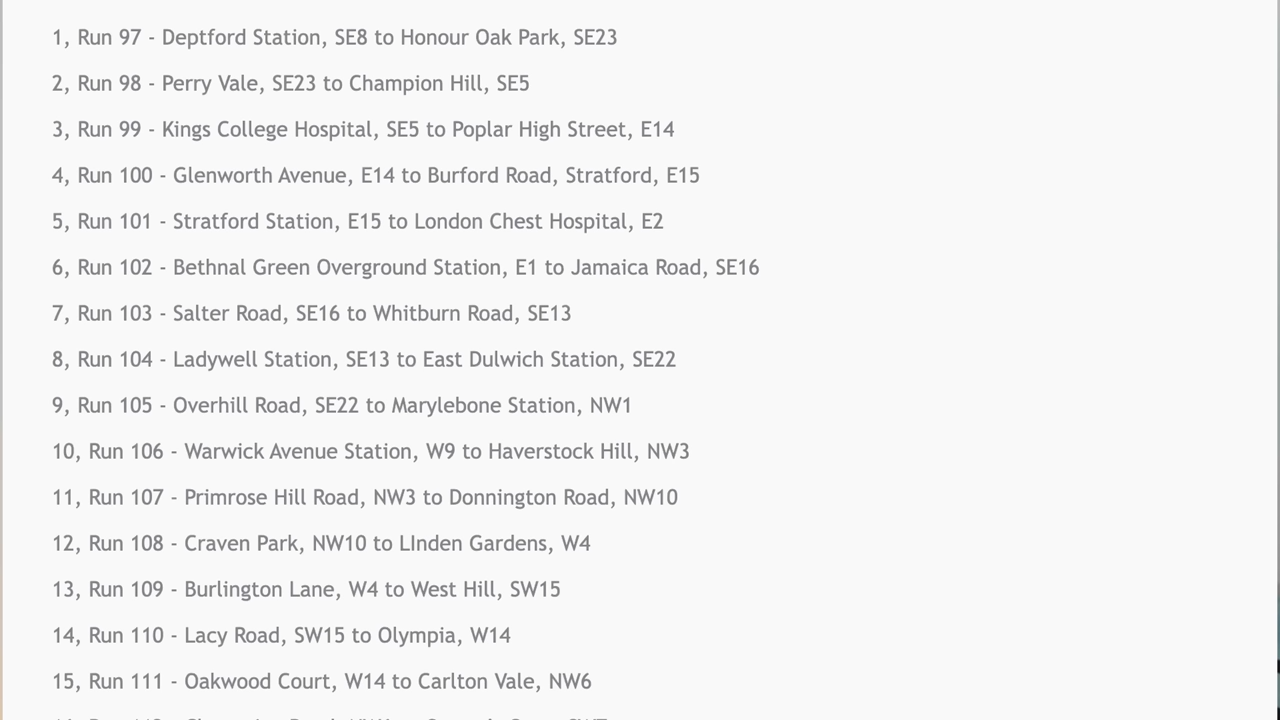 1, Run 97 - Deptford Station, SE8 to Honour Oak Park, SE23
2, Run 98 - Perry Vale, SE23 to Champion Hill, SE5
3, Run 99 - Kings College Hospital, SE5 to Poplar High Street, E14
4, Run 100 - Glenworth Avenue, E14 to Burford Road, Stratford, E15
5, Run 101 - Stratford Station, E15 to London Chest Hospital, E2
6, Run 102 - Bethnal Green Overground Station, E1 to Jamaica Road, SE16
7, Run 103 - Salter Road, SE16 to Whitburn Road, SE13
8, Run 104 - Ladywell Station, SE13 to East Dulwich Station, SE22
9, Run 105 - Overhill Road, SE22 to Marylebone Station, NW1
10, Run 106 - Warwick Avenue Station, W9 to Haverstock Hill, NW3
11, Run 107 - Primrose Hill Road, NW3 to Donnington Road, NW10
12, Run 108 - Craven Park, NW10 to LInden Gardens, W4
13, Run 109 - Burlington Lane, W4 to West Hill, SW15
14, Run 110 - Lacy Road, SW15 to Olympia, W14
15, Run 111 - Oakwood Court, W14 to Carlton Vale, NW6